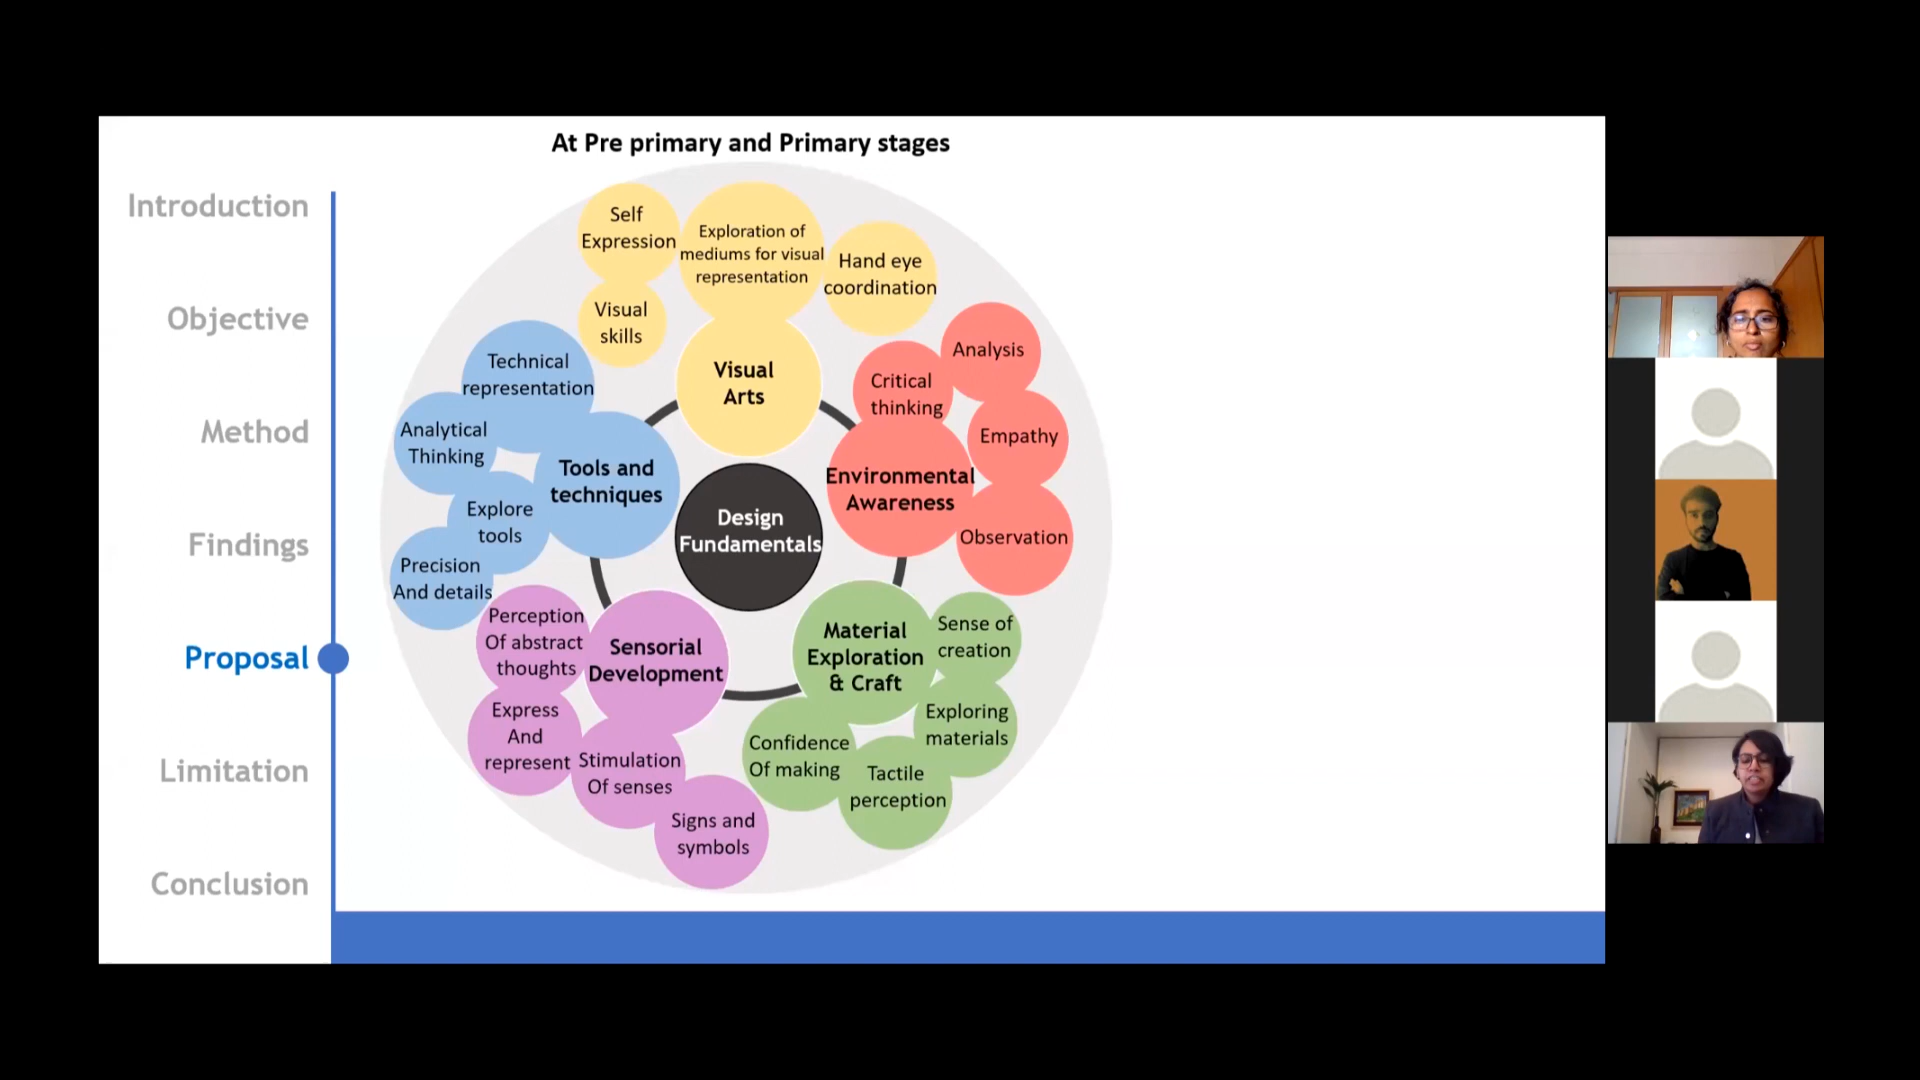 At Pre primary and Primary stages
Introduction
Objective
Method
Findings
Proposal
Limitation
Conclusion
Self
Expression
Exploration of
mediums for visual
representation
Hand eye
coordination
Visual
skills
Visual
Arts
Technical
representation
Analytical
Thinking
Explore
tools
Precision
And details
Tools and
techniques
Design
Fundamentals
Critical
thinking
Analysis
Empathy
Observation
Environmental
Awareness
Perception
Of abstract
thoughts
Express
And
represent
Stimulation
Of senses
Signs and
symbols
Sensorial
Development
Material
Exploration
& Craft
Sense of
creation
Exploring
materials
Confidence
Of making
Tactile
perception